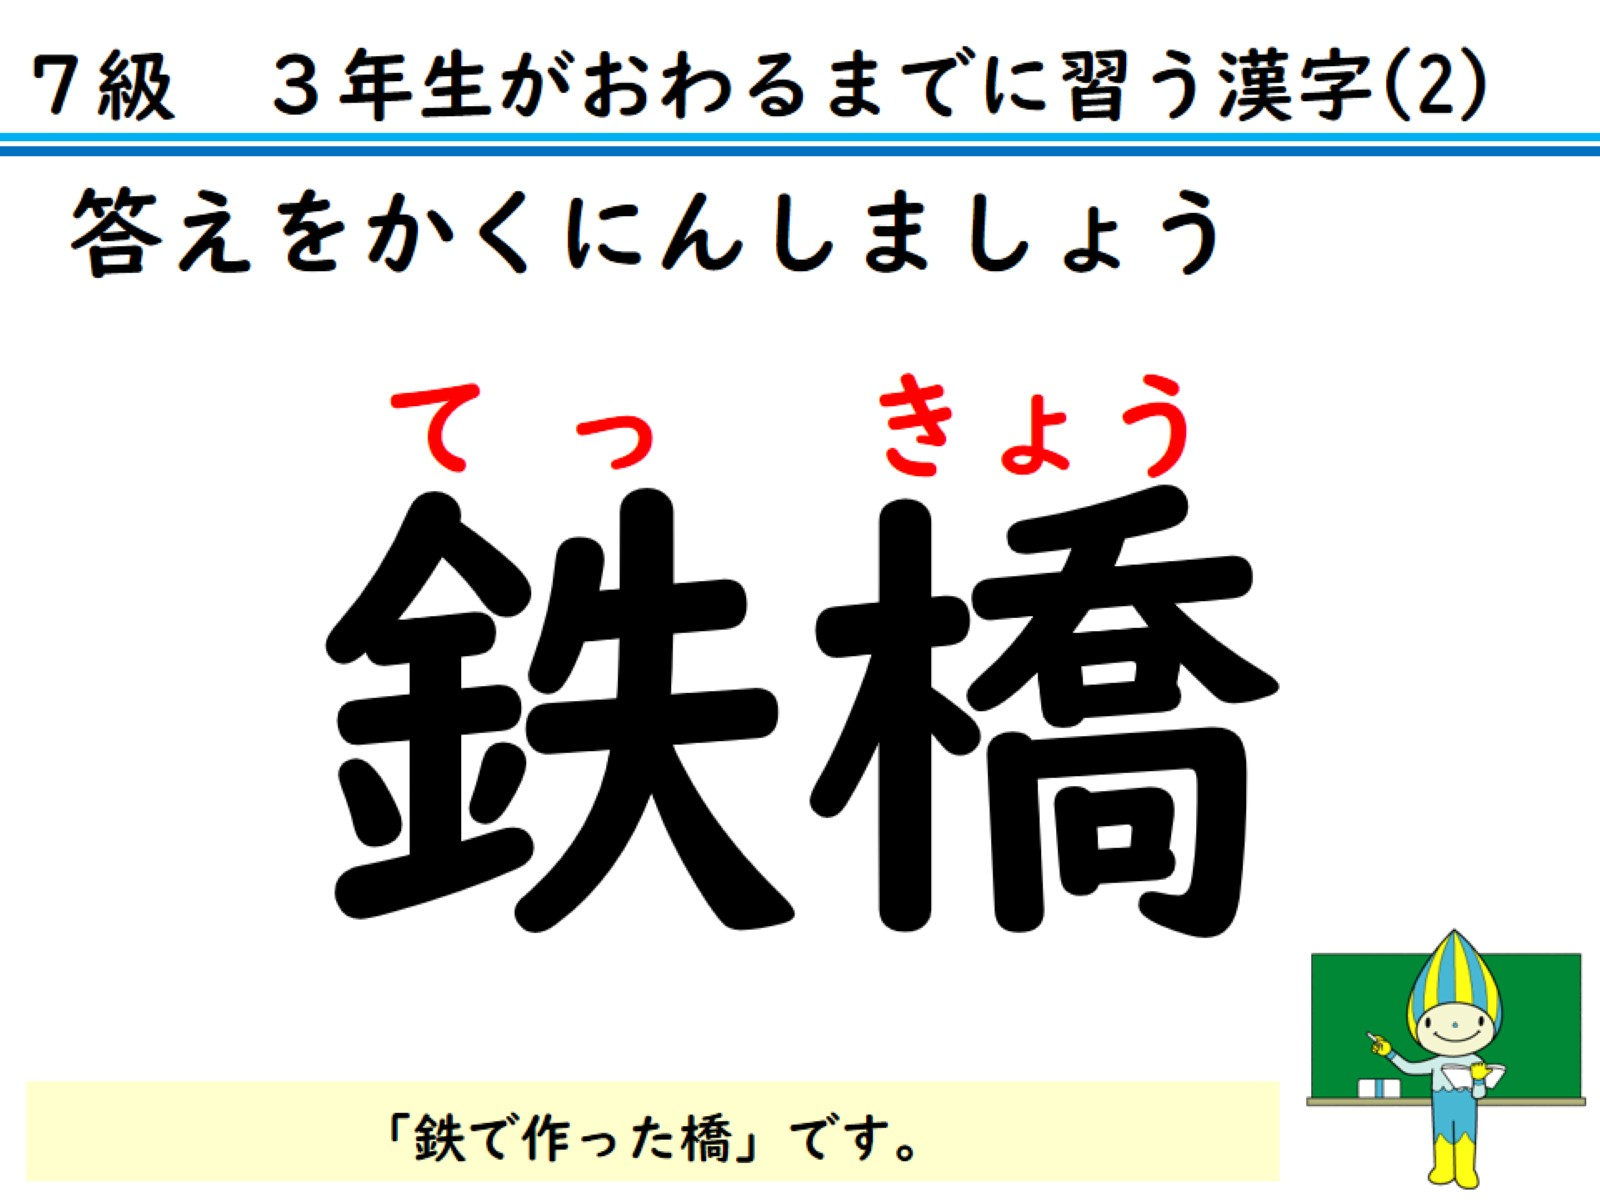 ７級　３年生がおわるまでに習う漢字(2)
答えをかくにんしましょう
てっ　きょう
鉄橋
「鉄で作った橋」です。